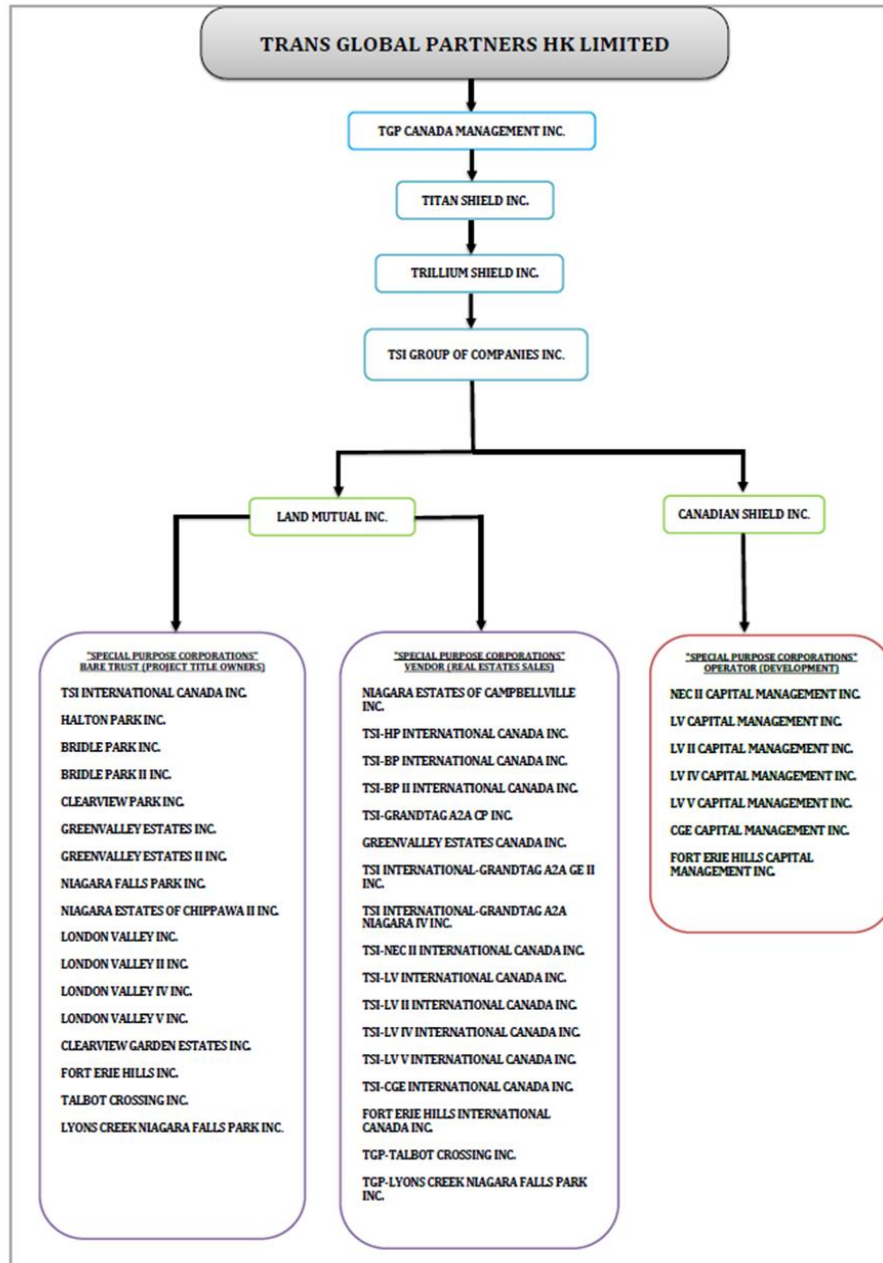 TRANS GLOBAL PARTNERS HK LIMITED
TGP CANADA MANAGEMENT INC.
TITAN SHIELD INC.
TRILLIUM SHIELD INC.
TSI GROUP OF COMPANIES INC.
LAND MUTUAL INC.
CANADIAN SHIELD INC.
"SPECIAL PURPOSE CORPORATIONS"
BARE TRUST (PROJECT TITLE OWNERS)
TSI INTERNATIONAL CANADA INC.
HALTON PARK INC.
BRIDLE PARK INC.
BRIDLE PARK II INC.
CLEARVIEW PARK INC.
GREENVALLEY ESTATES INC.
GREENVALLEY ESTATES II INC.
NIAGARA FALLS PARK INC.
NIAGARA ESTATES OF CHIPPAWA II INC.
LONDON VALLEY INC.
LONDON VALLEY II INC.
LONDON VALLEY IV INC.
LONDON VALLEY V INC.
CLEARVIEW GARDEN ESTATES INC.
FORT ERIE HILLS INC.
TALBOT CROSSING INC.
LYONS CREEK NIAGARA FALLS PARK INC.
"SPECIAL PURPOSE CORPORATIONS"
VENDOR (REAL ESTATES SALES)
NIAGARA ESTATES OF CAMPBELLVILLE
INC.
TSI-HP INTERNATIONAL CANADA INC.
TSI-BP INTERNATIONAL CANADA INC.
TSI-BP II INTERNATIONAL CANADA INC.
TSI-GRANDTAG A2A CP INC.
GREENVALLEY ESTATES CANADA INC.
TSI INTERNATIONAL-GRANDTAG A2A GE II
INC.
TSI INTERNATIONAL-GRANDTAG A2A
NIAGARA IV INC.
TSI-NEC II INTERNATIONAL CANADA INC.
TSI-LV INTERNATIONAL CANADA INC.
TSI-LV II INTERNATIONAL CANADA INC.
TSI-LV IV INTERNATIONAL CANADA INC.
TSI-LV V INTERNATIONAL CANADA INC.
TSI-CGE INTERNATIONAL CANADA INC.
FORT ERIE HILLS INTERNATIONAL
CANADA INC.
TGP-TALBOT CROSSING INC.
TGP-LYONS CREEK NIAGARA FALLS PARK
INC.
"SPECIAL PURPOSE CORPORATIONS"
OPERATOR (DEVELOPMENT)
NEC II CAPITAL MANAGEMENT INC.
LV CAPITAL MANAGEMENT INC.
LV II CAPITAL MANAGEMENT INC.
LV IV CAPITAL MANAGEMENT INC.
LV V CAPITAL MANAGEMENT INC.
CGE CAPITAL MANAGEMENT INC.
FORT ERIE HILLS CAPITAL
MANAGEMENT INC.